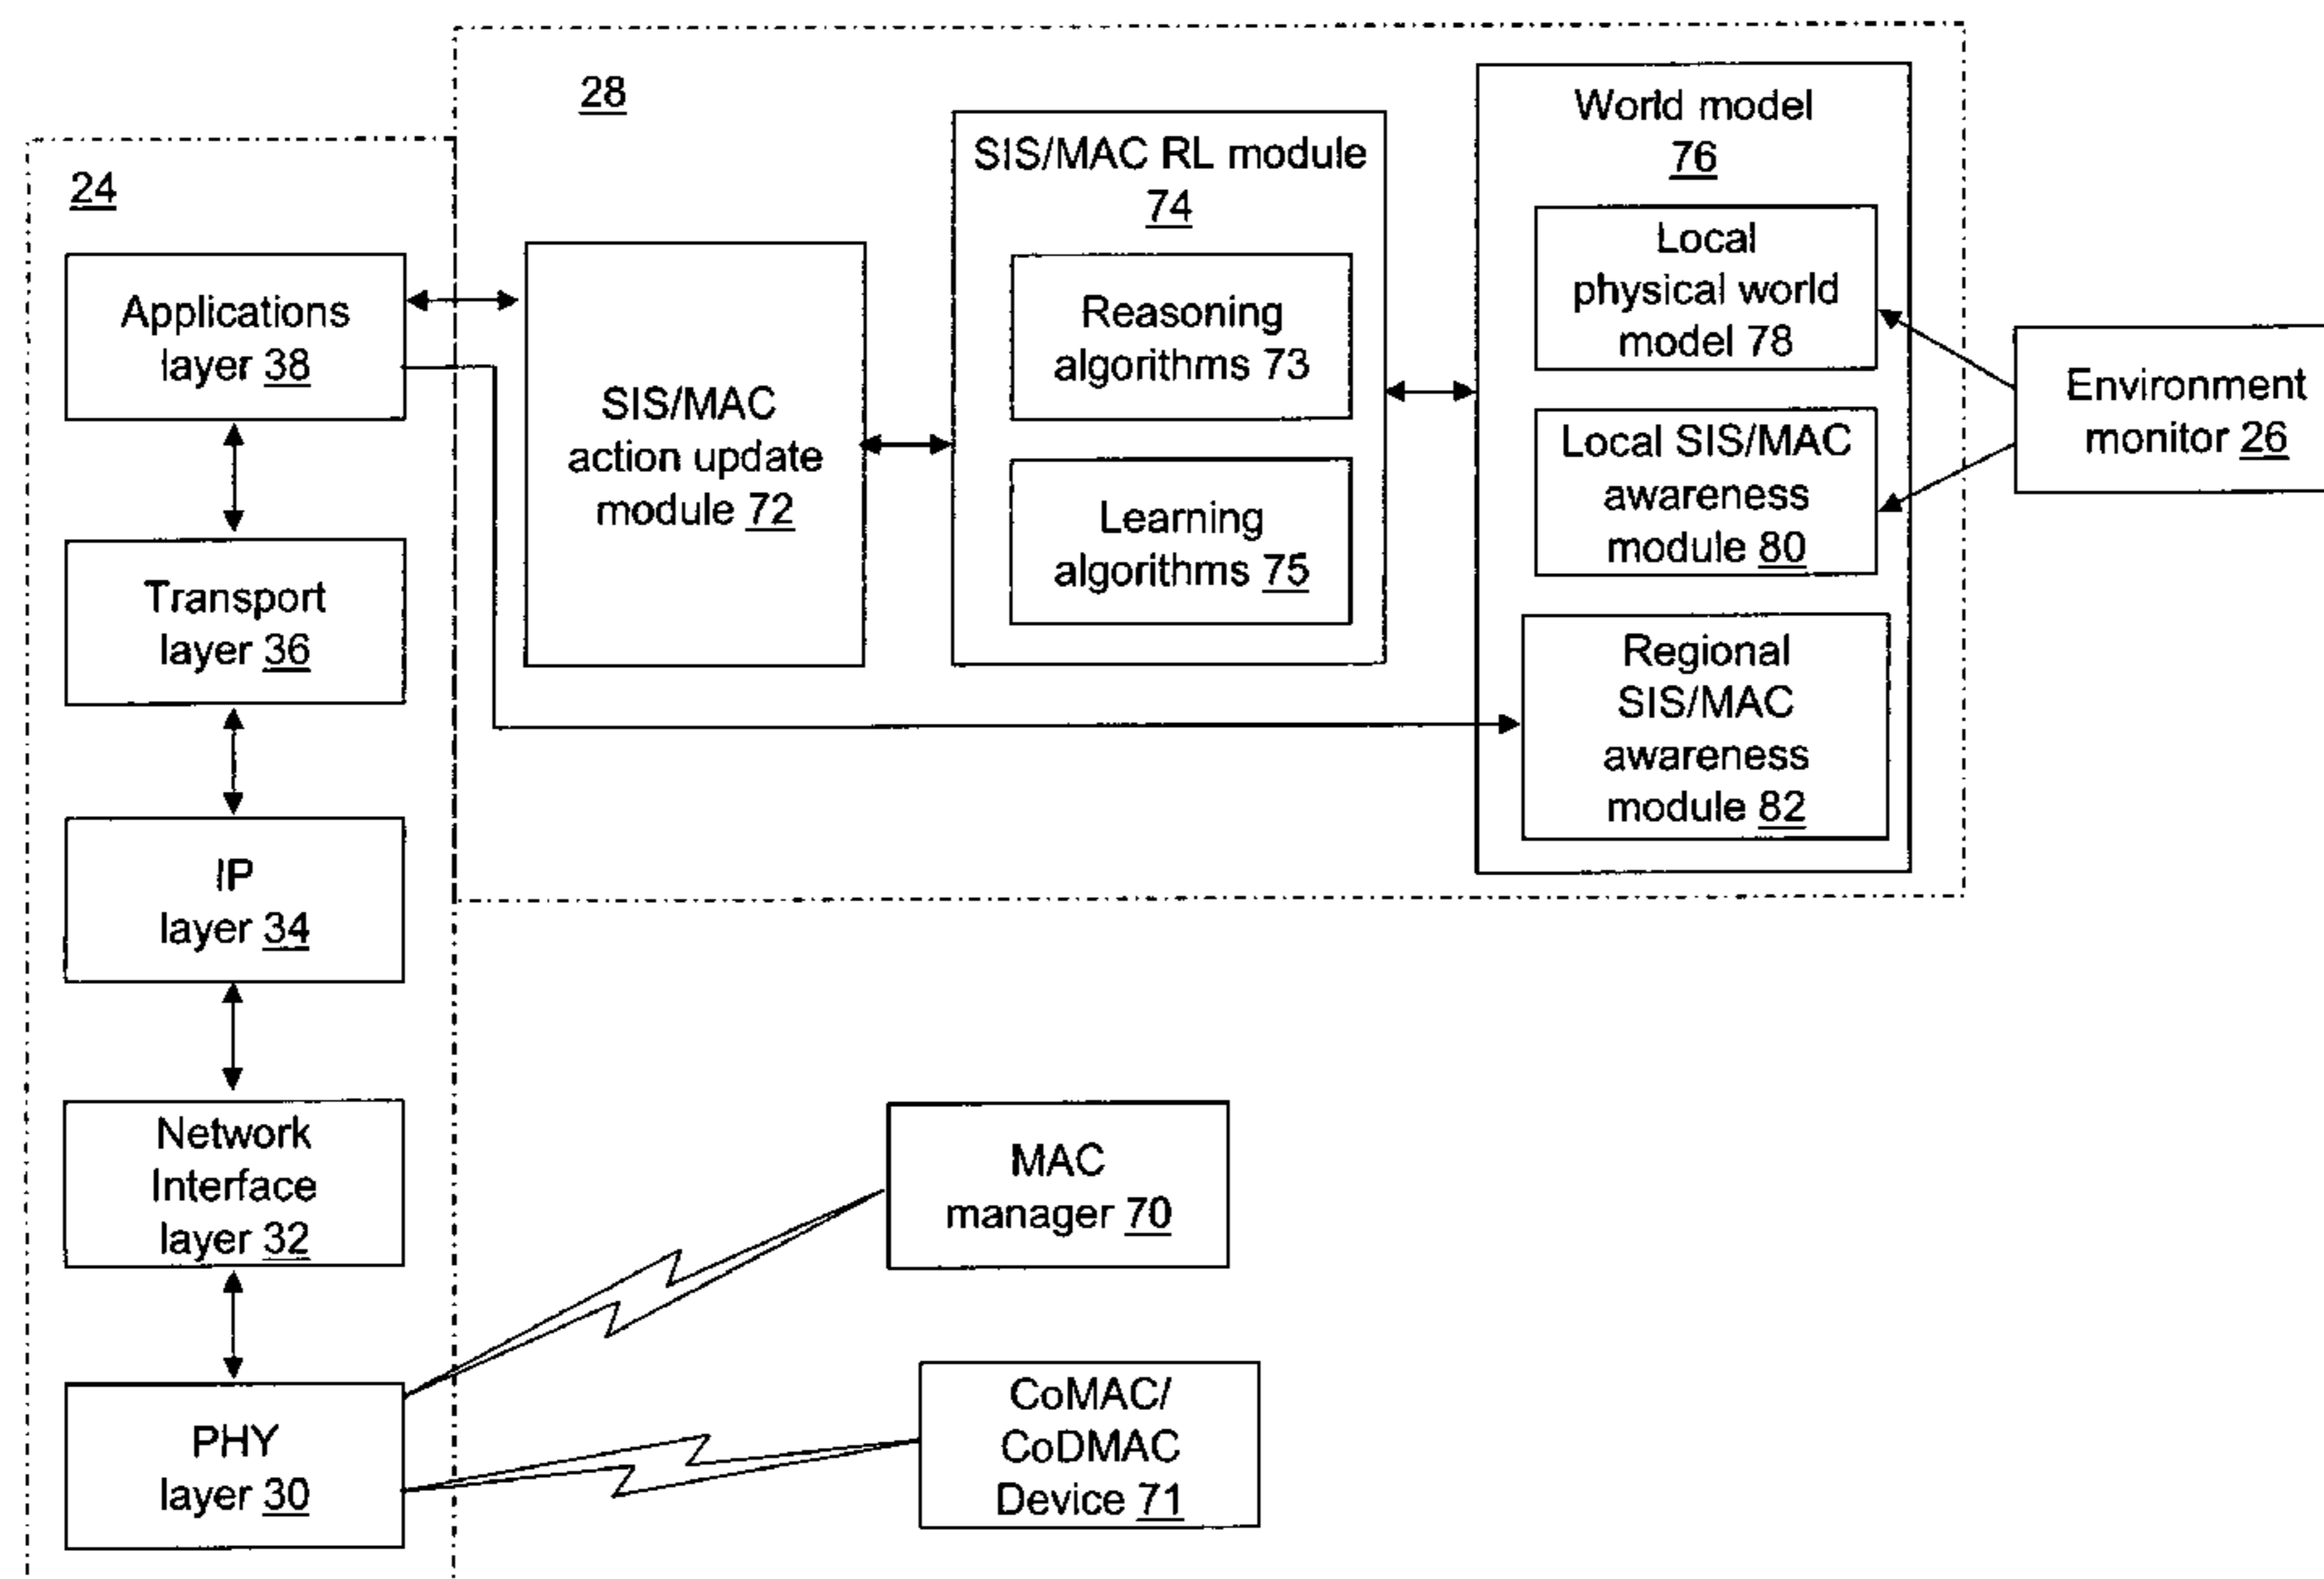 24
Applications
layer 38
Transport
layer 36
IP
layer 34
Network
Interface
layer 32
PHY
layer 30
28
SIS/MAC
action update
module 72
SIS/MAC RL module
74
Reasoning
algorithms 73
Learning
algorithms 75
World model
76
Local
physical world
model 78
Local SIS/MAC
awareness
module 80
Regional
SIS/MAC
awareness
module 82
Environment
monitor 26
MAC
manager 70
CoMAC/
CoDMAC
Device 71